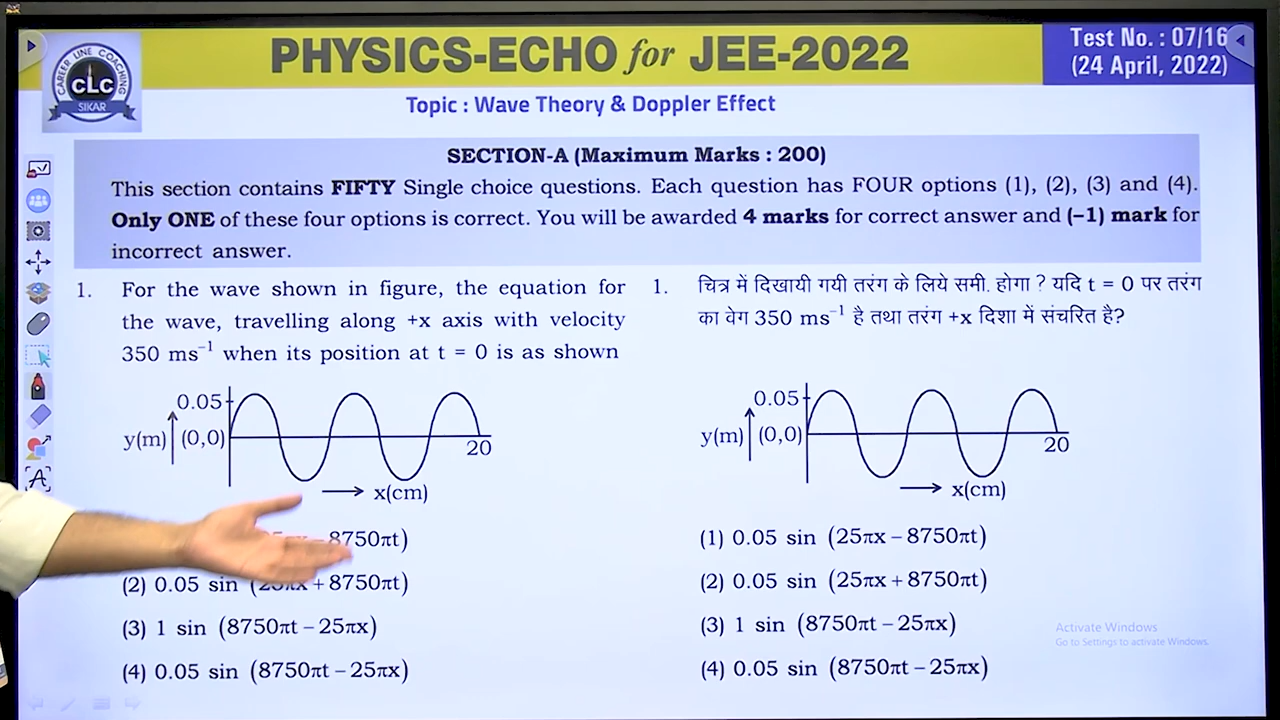 PHYSICS-ECHO for JEE-2022
Test No. : 07/16
(24 April, 2022)
CAREER LINE COACHING
CLC
SIKAR
Topic : Wave Theory & Doppler Effect
SECTION-A (Maximum Marks : 200)
This section contains FIFTY Single choice questions. Each question has FOUR options (1), (2), (3) and (4).
Only ONE of these four options is correct. You will be awarded 4 marks for correct answer and (−1) mark for
incorrect answer.
1. For the wave shown in figure, the equation for
the wave, travelling along +x axis with velocity
350 ms⁻¹ when its position at t = 0 is as shown
0.05
y(m) (0,0)
20
x(cm)
8750πt)
(2) 0.05 sin (25πx + 8750πt)
(3) 1 sin (8750πt − 25πx)
(4) 0.05 sin (8750πt − 25πx)
1. चित्र में दिखायी गयी तरंग के लिये समी. होगा ? यदि t = 0 पर तरंग
का वेग 350 ms⁻¹ है तथा तरंग +x दिशा में संचरित है?
0.05
y(m) (0,0)
20
x(cm)
(1) 0.05 sin (25πx − 8750πt)
(2) 0.05 sin (25πx + 8750πt)
(3) 1 sin (8750πt − 25πx)
(4) 0.05 sin (8750πt − 25πx)
Activate Windows
Go to Settings to activate Windows.